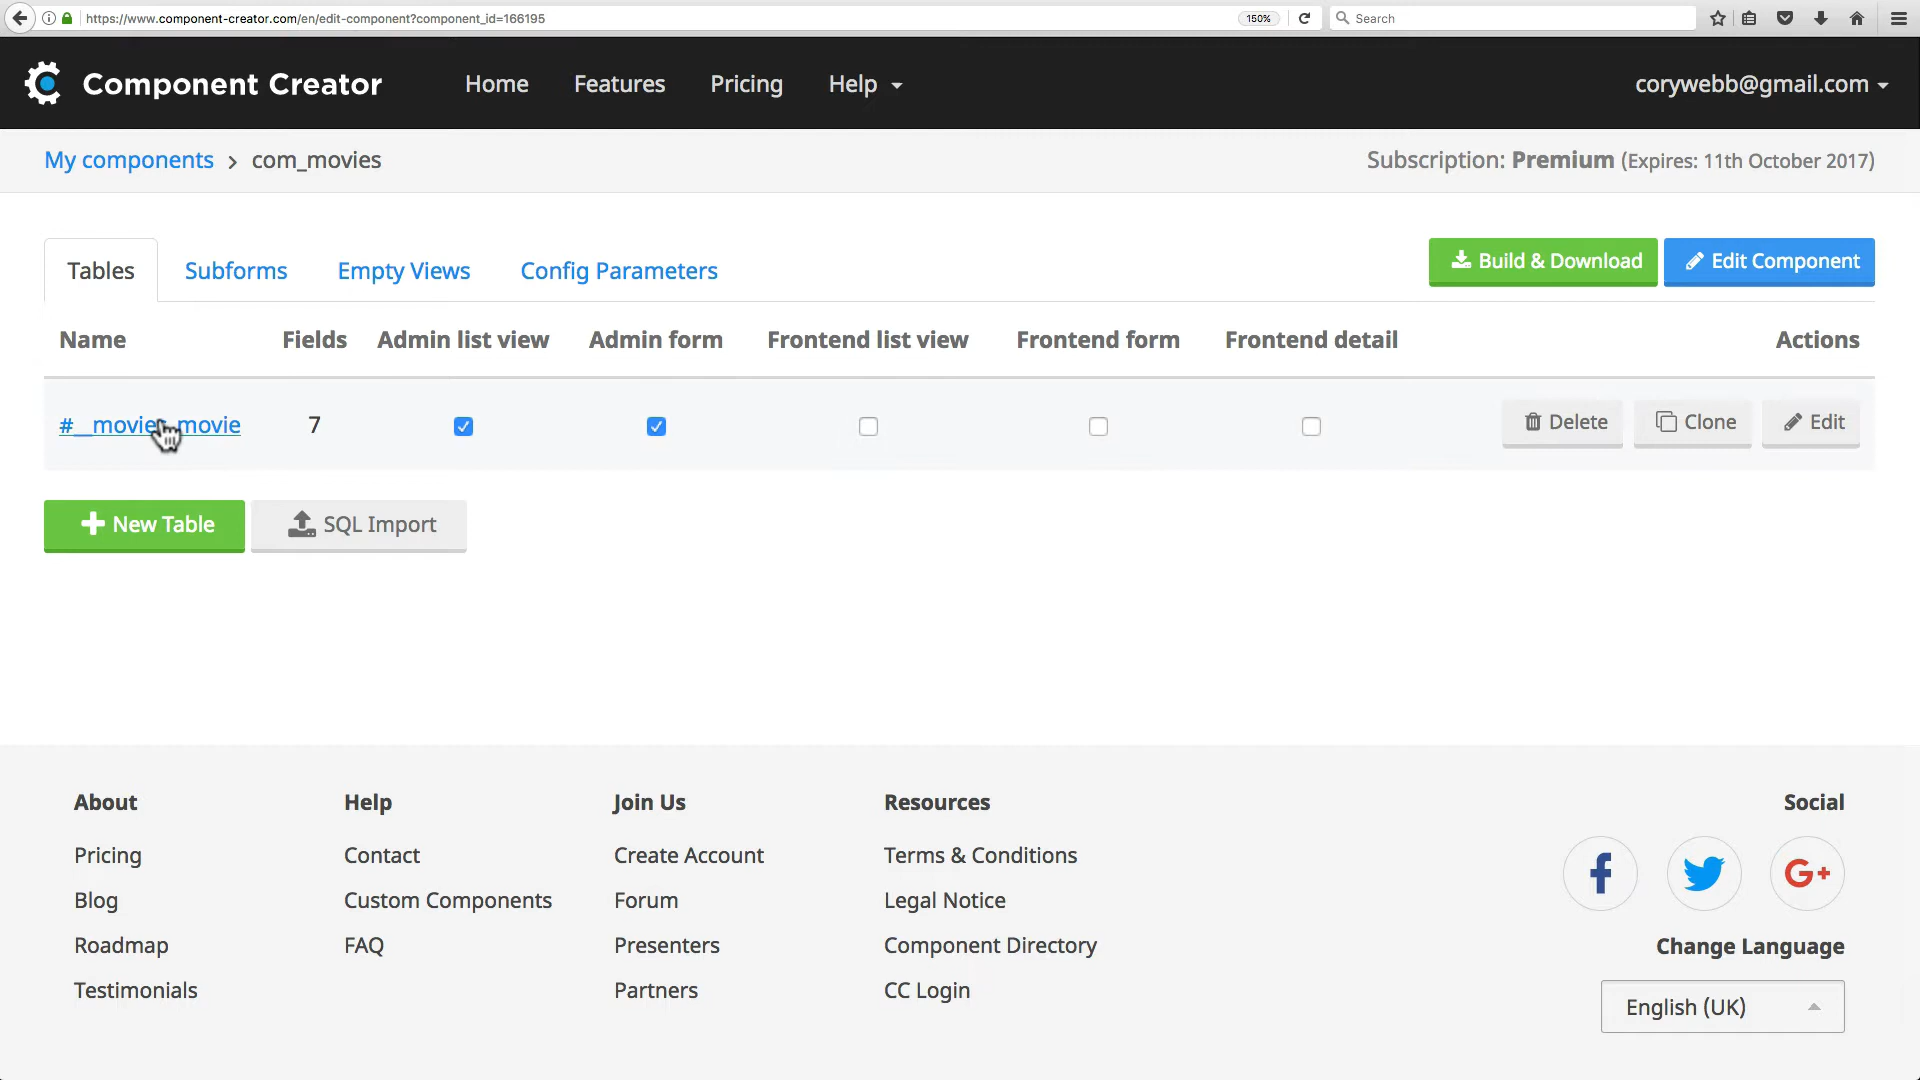 https://www.component-creator.com/en/edit-component?component_id=166195
150%
Search
Component Creator
Home
Features
Pricing
Help
corywebb@gmail.com
My components > com_movies
Subscription: Premium (Expires: 11th October 2017)
Tables
Subforms
Empty Views
Config Parameters
Build & Download
Edit Component
Name
Fields
Admin list view
Admin form
Frontend list view
Frontend form
Frontend detail
Actions
#__movies_movie
7
Delete
Clone
Edit
New Table
SQL Import
About
Pricing
Blog
Roadmap
Testimonials
Help
Contact
Custom Components
FAQ
Join Us
Create Account
Forum
Presenters
Partners
Resources
Terms & Conditions
Legal Notice
Component Directory
CC Login
Social
G+
Change Language
English (UK)